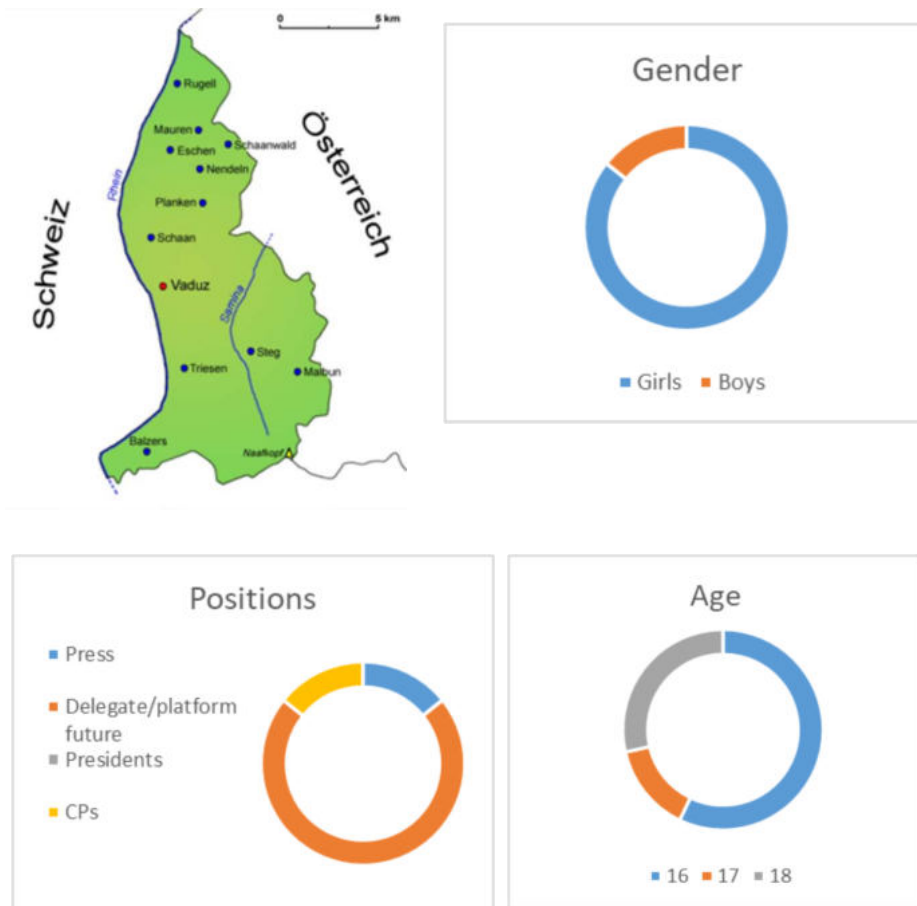 0 5 km
Rugell
Mauren
Schaanwald
Eschen
Nendeln
Planken
Schaan
Vaduz
Steg
Triesen
Malbun
Balzers
Naafkopf
Rhein
Samina
Schweiz
Österreich
Gender
Girls Boys
Positions
Press
Delegate/platform
future
Presidents
CPs
Age
16 17 18